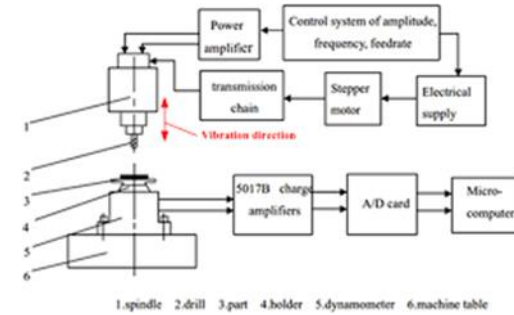 Power
amplifier
Control system of amplitude,
frequency, feedrate
transmission
chain
Stepper
motor
Electrical
supply
1
Vibration direction
2
3
4
5
6
5017B charge
amplifiers
A/D card
Micro-
computer
1.spindle 2.drill 3.part 4.holder 5.dynamometer 6.machine table